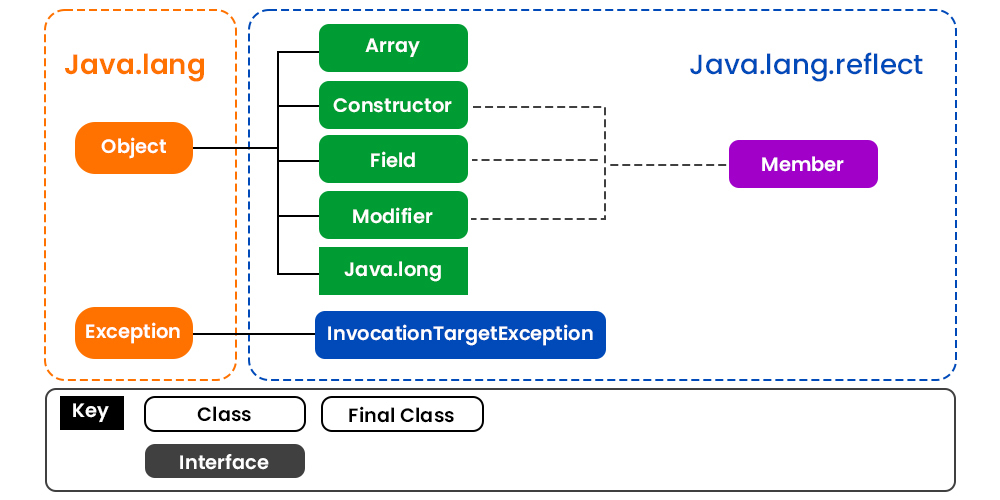 Java.lang
Java.lang.reflect
Array
Constructor
Object
Field
Member
Modifier
Java.long
Exception
InvocationTargetException
Key
Class
Final Class
Interface